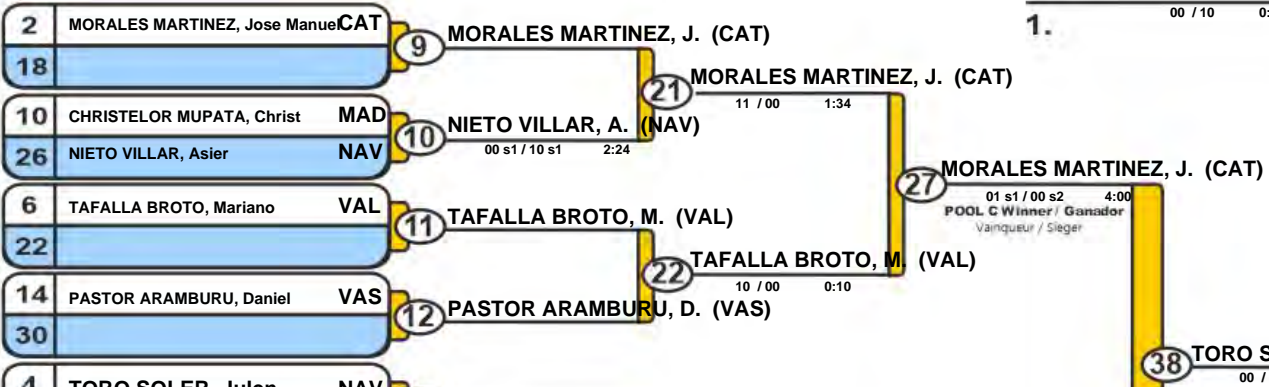 2 MORALES MARTINEZ, Jose Manuel CAT
18
9 MORALES MARTINEZ, J. (CAT)
10 CHRISTELOR MUPATA, Christ MAD
26 NIETO VILLAR, Asier NAV
10 NIETO VILLAR, A. (NAV)
00 s1 / 10 s1 2:24
21 MORALES MARTINEZ, J. (CAT)
11 / 00 1:34
6 TAFALLA BROTO, Mariano VAL
22
11 TAFALLA BROTO, M. (VAL)
14 PASTOR ARAMBURU, Daniel VAS
30
12 PASTOR ARAMBURU, D. (VAS)
22 TAFALLA BROTO, M. (VAL)
10 / 00 0:10
27 MORALES MARTINEZ, J. (CAT)
01 s1 / 00 s2 4:00
POOL C Winner / Ganador
Vainqueur / Sieger
00 / 10 0:
1.
38 TORO S
00 /
4 TORO SOLER, Julen NAV